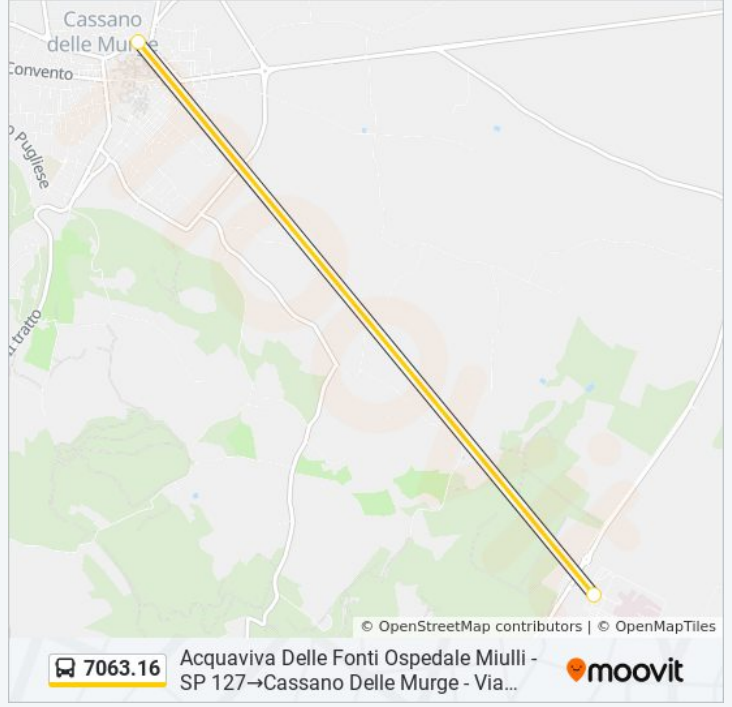 Cassano
delle Murge
Convento
o Pugliese
u tratto
© OpenStreetMap contributors | © OpenMapTiles
7063.16
Acquaviva Delle Fonti Ospedale Miulli -
SP 127→Cassano Delle Murge - Via...
moovit